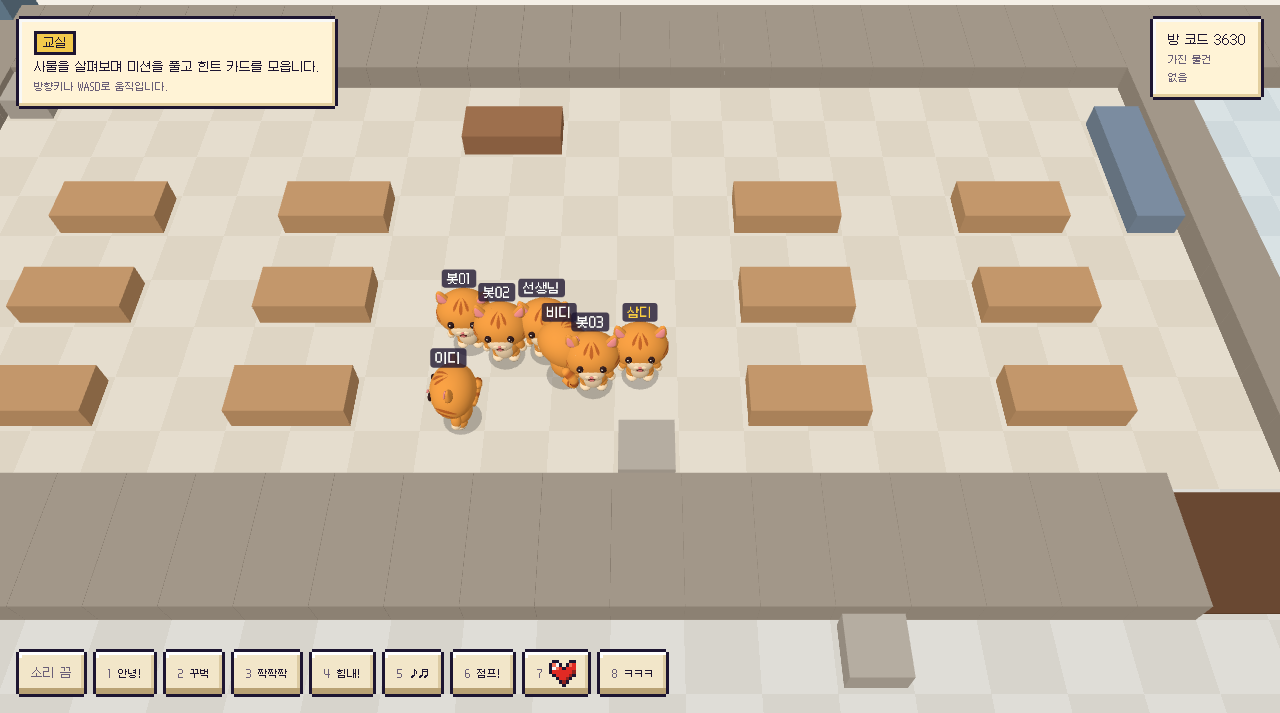 교실
사물을 살펴보며 미션을 풀고 힌트 카드를 모읍니다.
방향키나 WASD로 움직입니다.
방 코드 3630
가진 물건
없음
봇01
봇02
선생님
비디
봇03
삼디
이디
소리 끔
1 안녕!
2 꾸벅
3 짝짝짝
4 힘내!
5 ♪♬
6 점프!
7
8 ㅋㅋㅋ